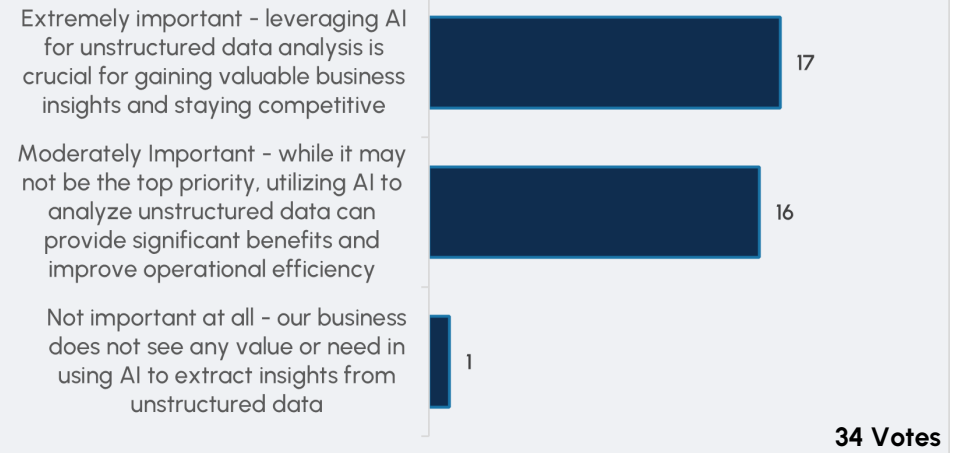 Extremely important - leveraging AI
for unstructured data analysis is
crucial for gaining valuable business
insights and staying competitive
17
Moderately Important - while it may
not be the top priority, utilizing AI to
analyze unstructured data can
provide significant benefits and
improve operational efficiency
16
Not important at all - our business
does not see any value or need in
using AI to extract insights from
unstructured data
1
34 Votes